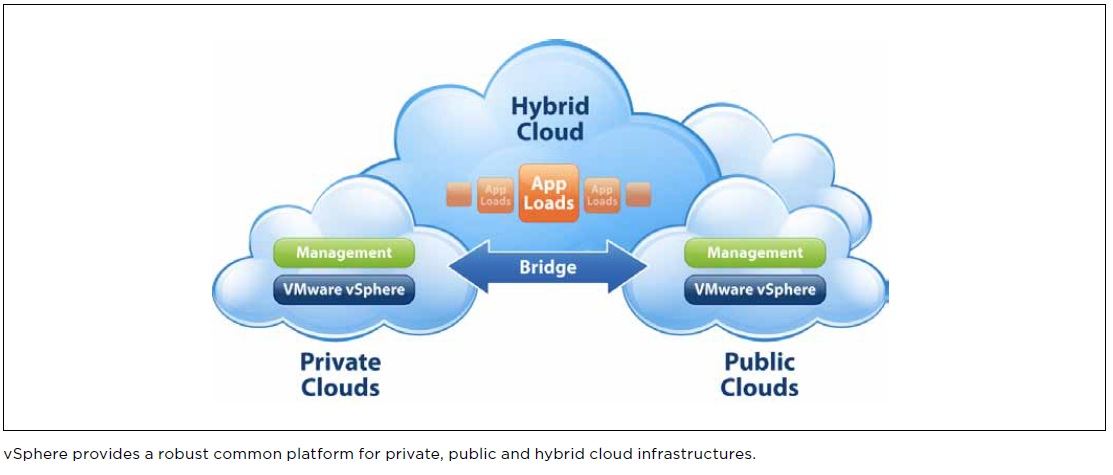 Hybrid
Cloud
App
Loads
App
Loads
App
Loads
Management
VMware vSphere
Bridge
Management
VMware vSphere
Private
Clouds
Public
Clouds
vSphere provides a robust common platform for private, public and hybrid cloud infrastructures.